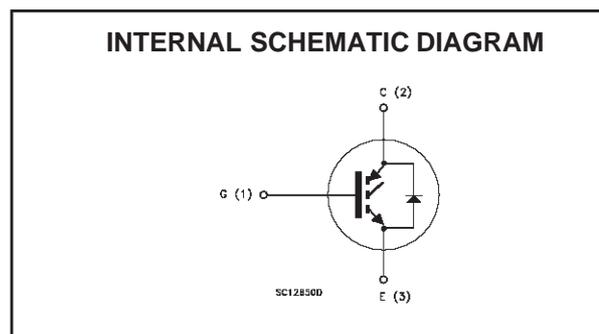 INTERNAL SCHEMATIC DIAGRAM
C (2)
G (1)
SC12850D
E (3)